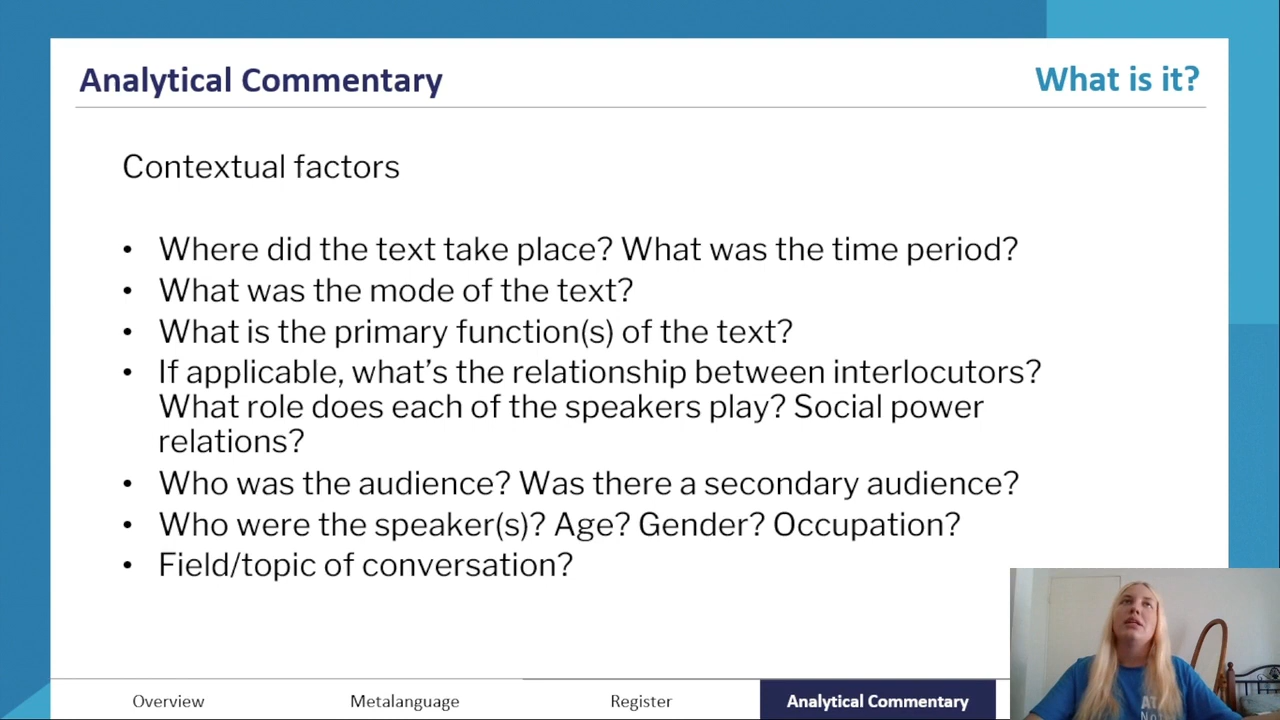 Analytical Commentary
What is it?
Contextual factors
• Where did the text take place? What was the time period?
• What was the mode of the text?
• What is the primary function(s) of the text?
• If applicable, what's the relationship between interlocutors?
What role does each of the speakers play? Social power
relations?
• Who was the audience? Was there a secondary audience?
• Who were the speaker(s)? Age? Gender? Occupation?
• Field/topic of conversation?
Overview
Metalanguage
Register
Analytical Commentary